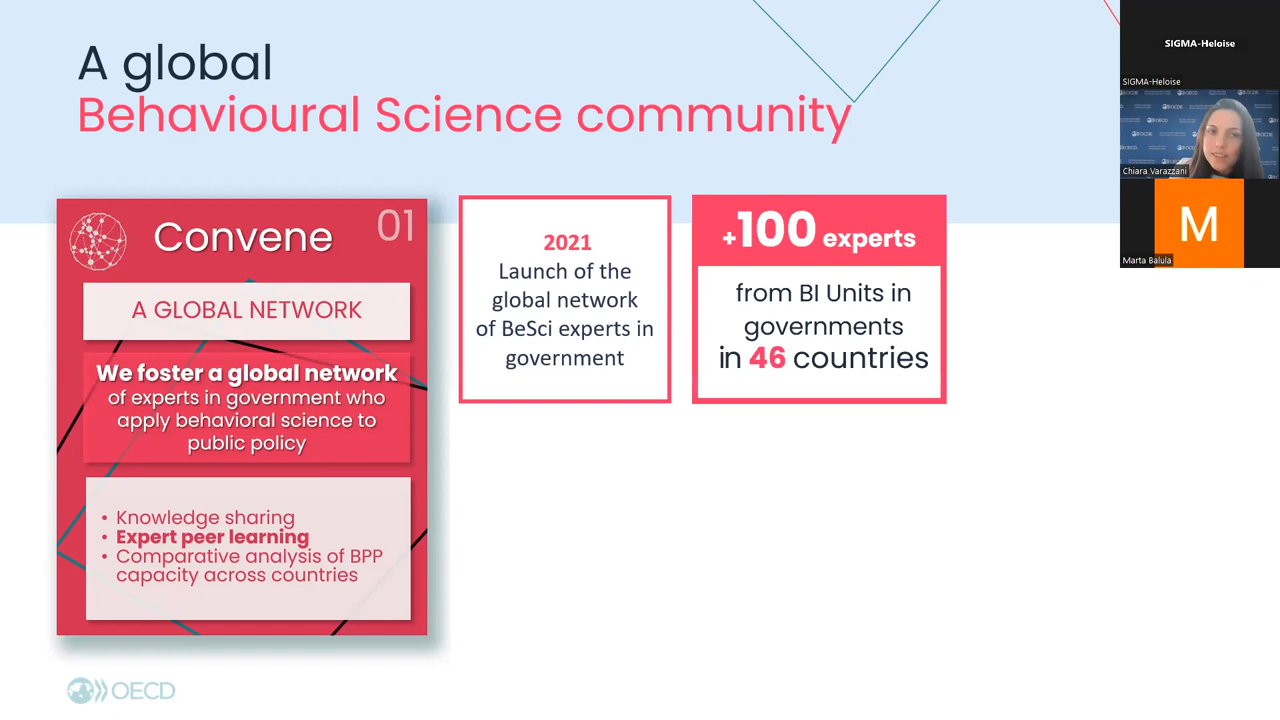 A global
Behavioural Science community
Convene
01
A GLOBAL NETWORK
We foster a global network
of experts in government who
apply behavioral science to
public policy
• Knowledge sharing
• Expert peer learning
• Comparative analysis of BPP
capacity across countries
2021
Launch of the
global network
of BeSci experts in
government
+100 experts
from BI Units in
governments
in 46 countries
OECD
SIGMA-Heloise
SIGMA-Heloise
Chiara Varazzani
M
Marta Balula